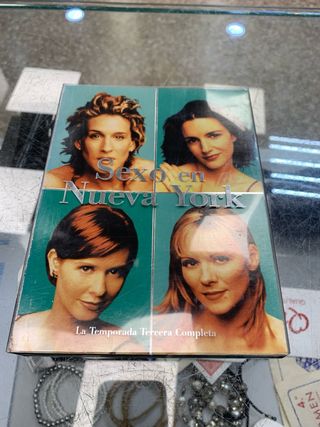 Sexo en
Nueva York
La Temporada Tercera Completa